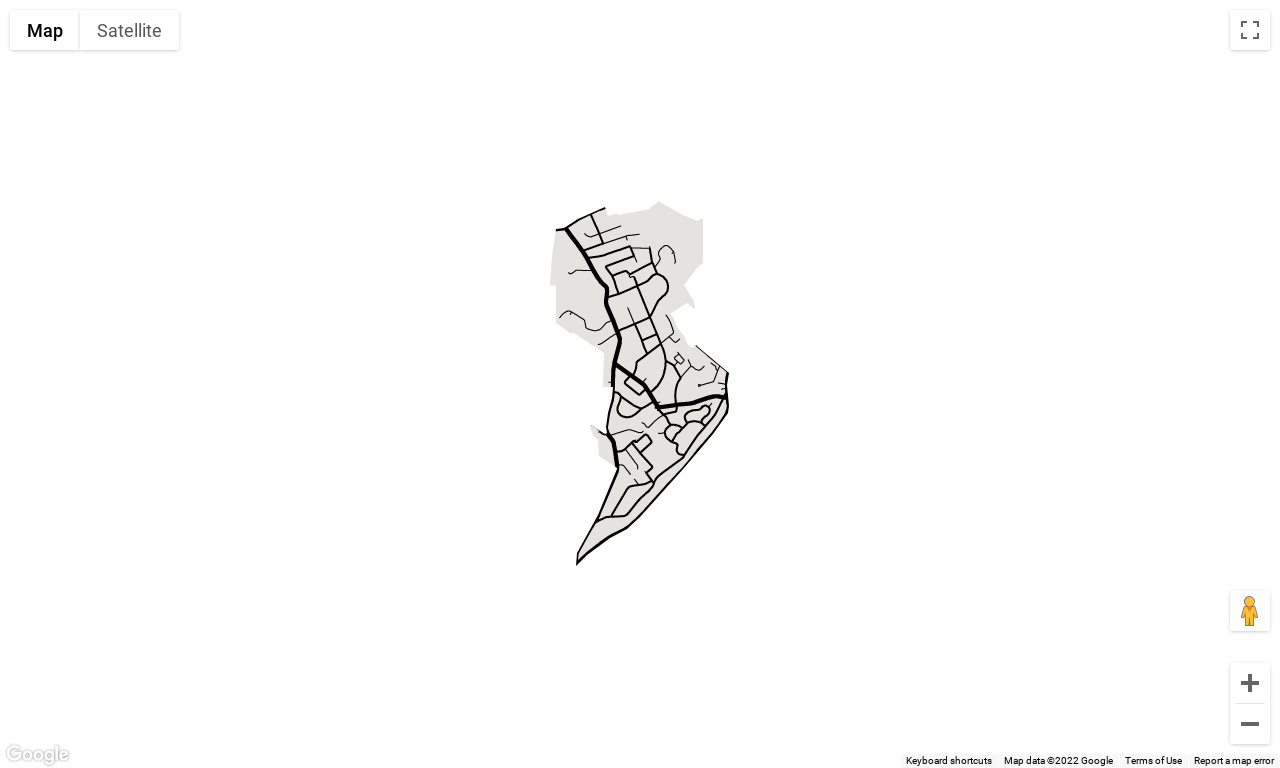 Map Satellite
Google
Keyboard shortcuts Map data ©2022 Google Terms of Use Report a map error